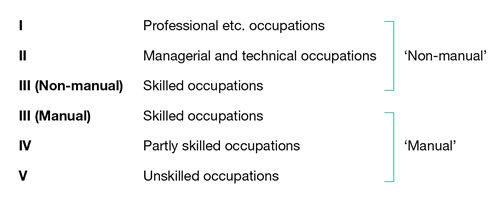 I Professional etc. occupations
II Managerial and technical occupations ‘Non-manual’
III (Non-manual) Skilled occupations
III (Manual) Skilled occupations
IV Partly skilled occupations ‘Manual’
V Unskilled occupations